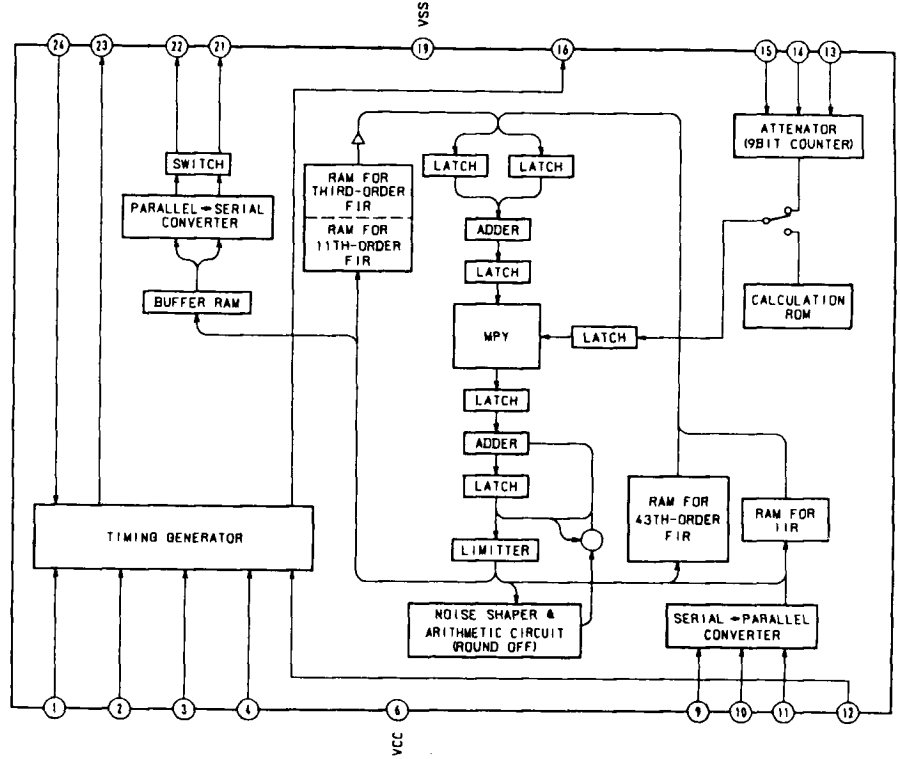 VSS
24 23 22 21 19 16 15 14 13
ATTENATOR
(9BIT COUNTER)
SWITCH
LATCH LATCH
RAM FOR
THIRD-ORDER
FIR
PARALLEL→SERIAL
CONVERTER
RAM FOR
11TH-ORDER
FIR
ADDER
LATCH
BUFFER RAM
CALCULATION
ROM
MPY
LATCH
LATCH
ADDER
LATCH
RAM FOR
43TH-ORDER
FIR
RAM FOR
IIR
TIMING GENERATOR
LIMITTER
NOISE SHAPER &
ARITHMETIC CIRCUIT
(ROUND OFF)
SERIAL→PARALLEL
CONVERTER
1 2 3 4 6 9 10 11 12
VCC